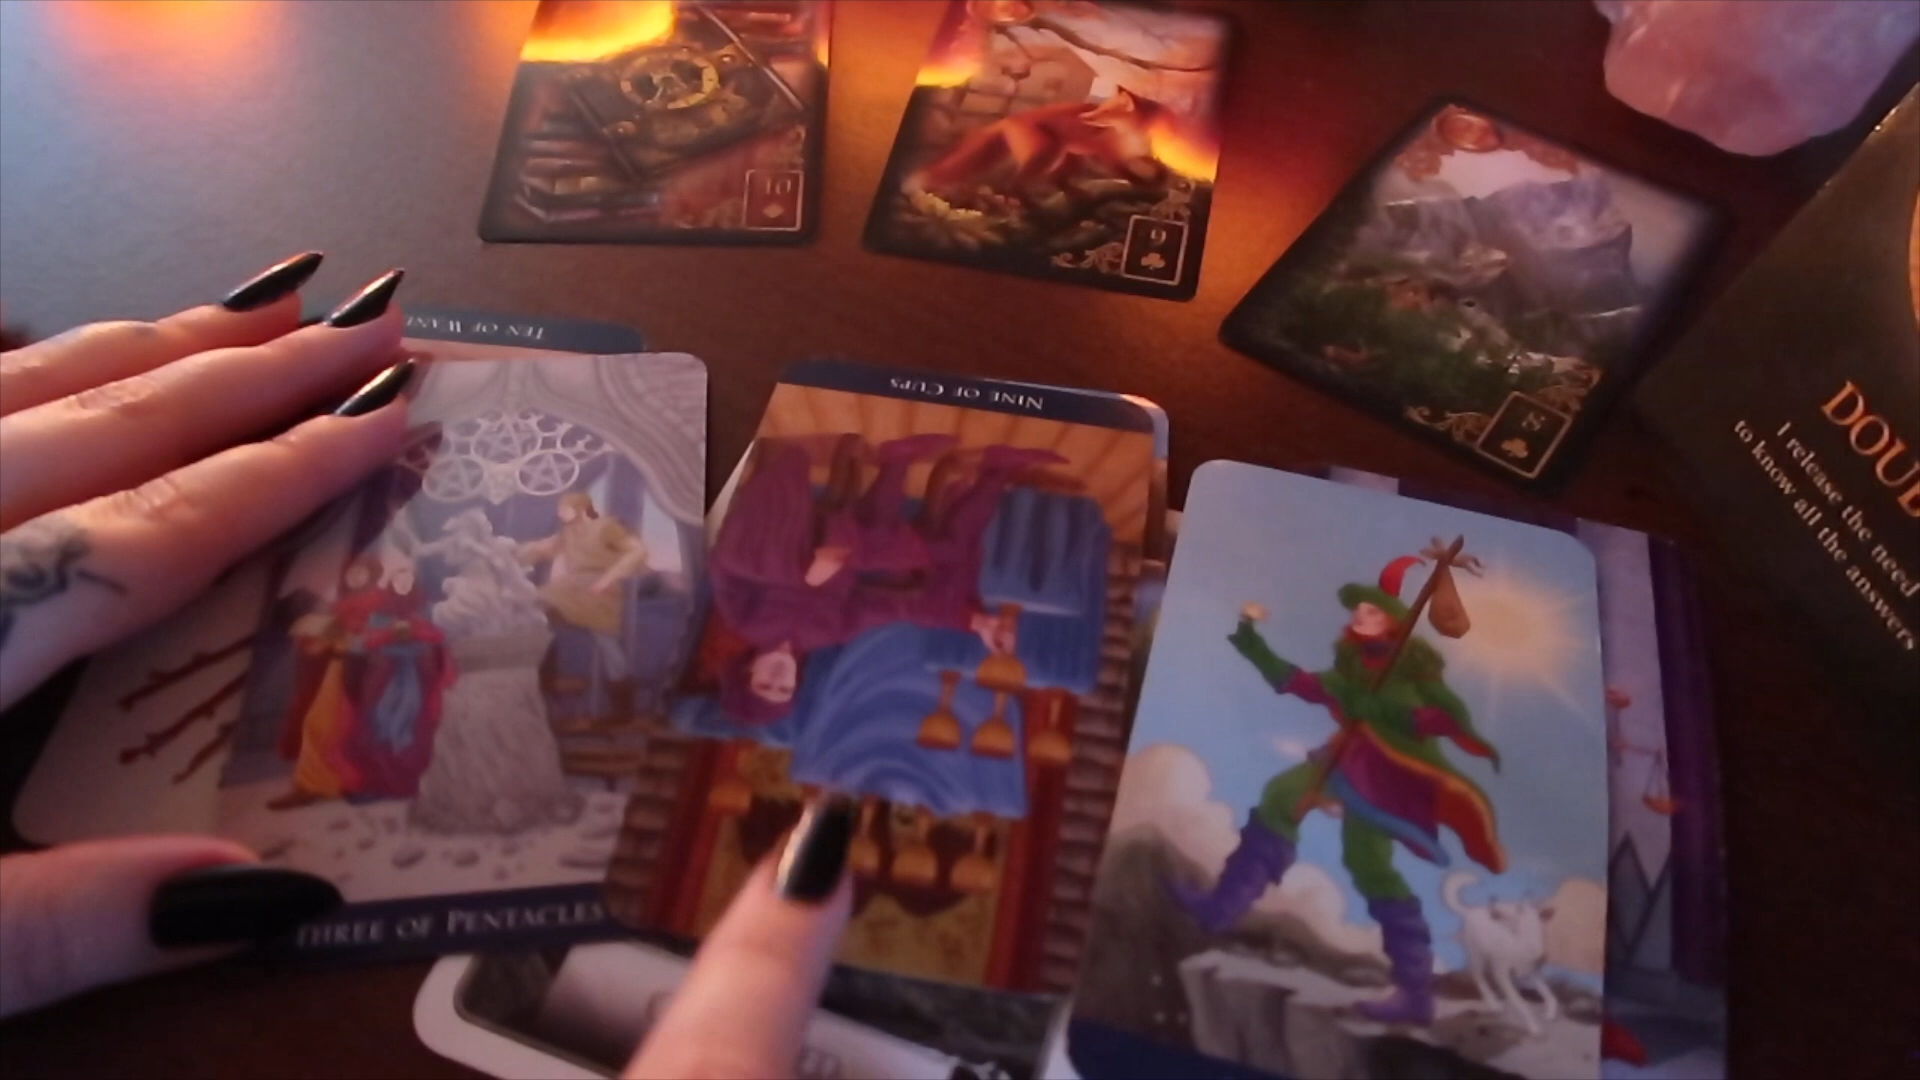 10
9
8
TEN OF WAN
NINE OF CUPS
THREE OF PENTACLES
DOUB
I release the need
to know all the answers